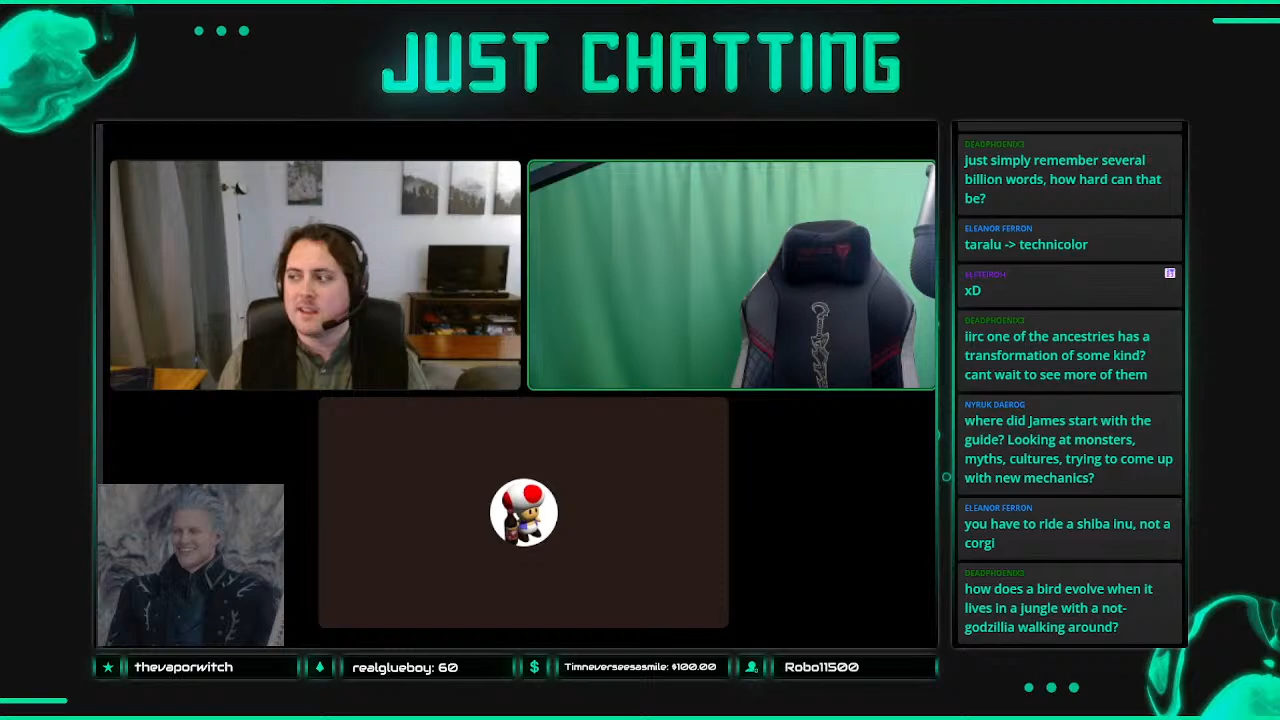 JUST CHATTING
DEADPHOENIX3
just simply remember several
billion words, how hard can that
be?
ELEANOR FERRON
taralu -> technicolor
xD
DEADPHOENIX3
iirc one of the ancestries has a
transformation of some kind?
cant wait to see more of them
NYRUK DAEROG
where did James start with the
guide? Looking at monsters,
myths, cultures, trying to come up
with new mechanics?
ELEANOR FERRON
you have to ride a shiba inu, not a
corgi
DEADPHOENIX3
how does a bird evolve when it
lives in a jungle with a not-
godzillia walking around?
thevaporwitch
realglueboy: 60
Timneverseesasmile: $100.00
Robo11500